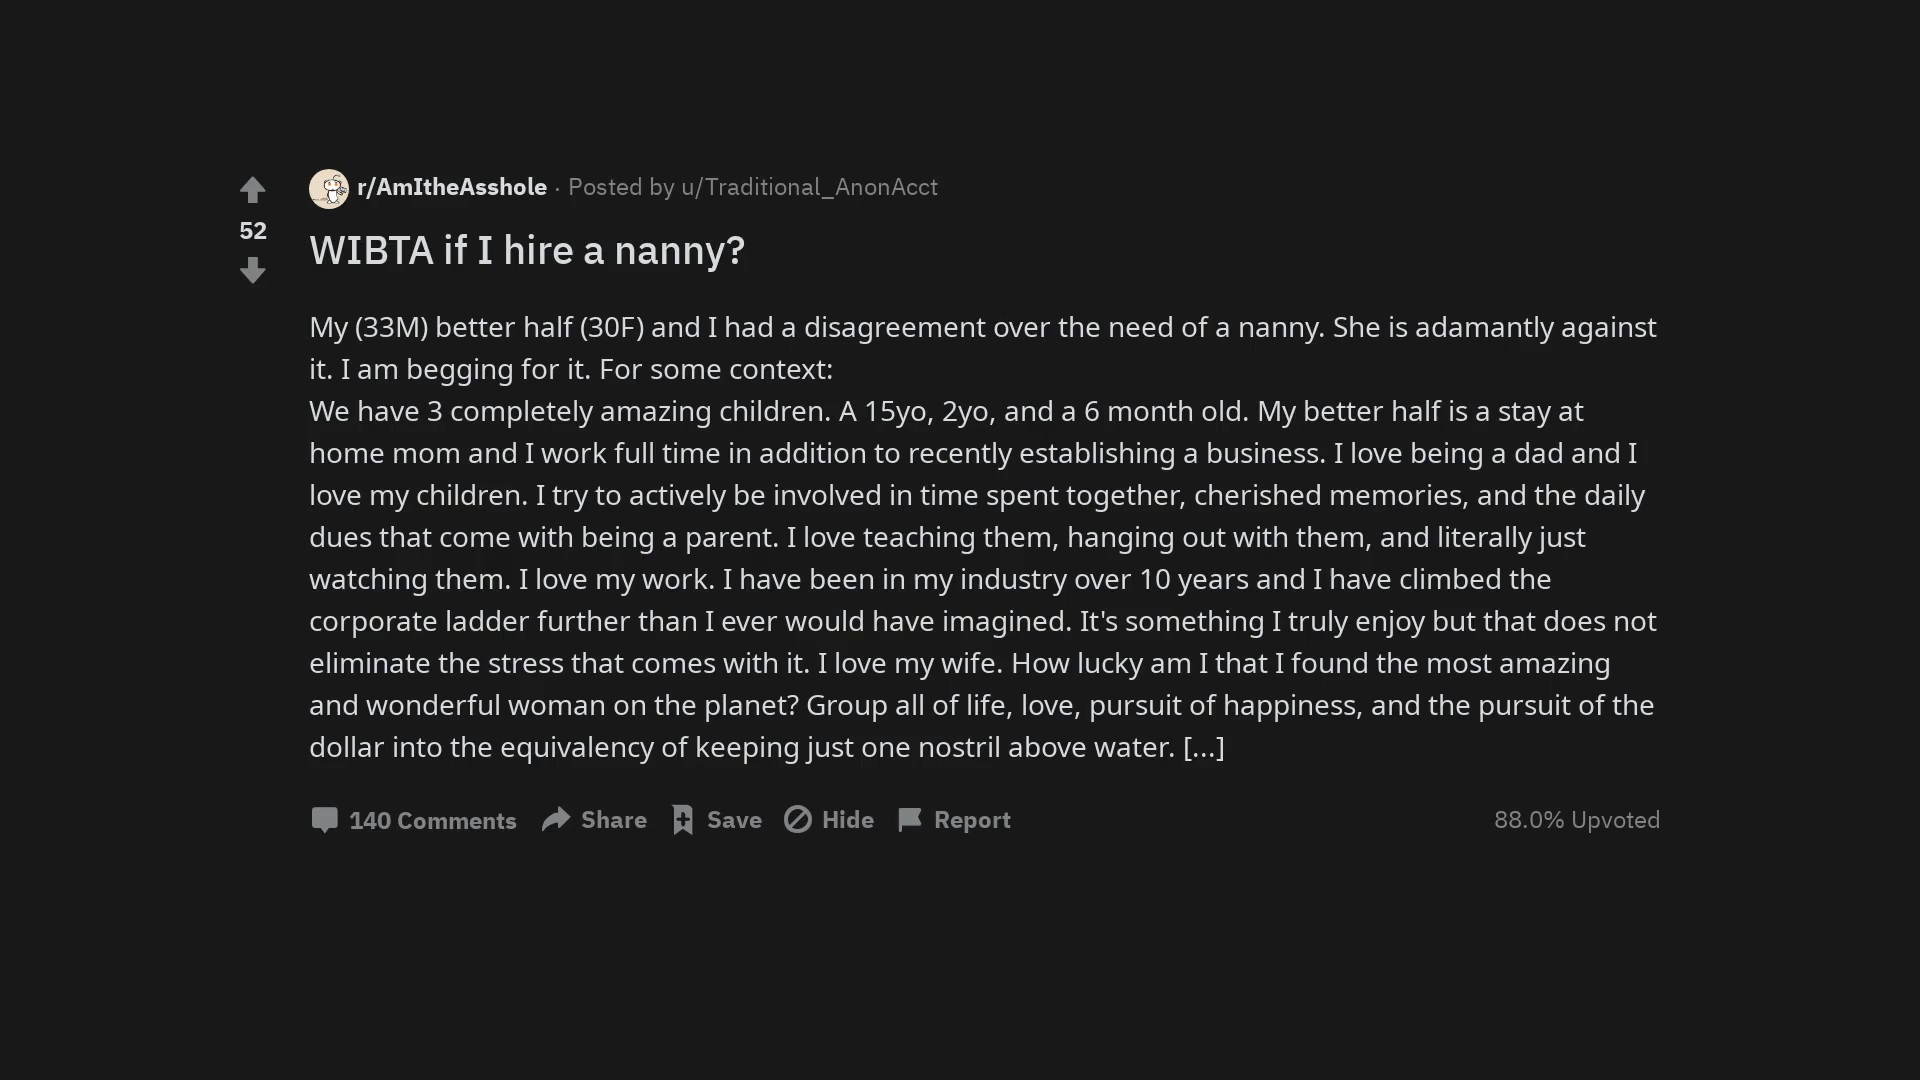 r/AmItheAsshole · Posted by u/Traditional_AnonAcct
52
WIBTA if I hire a nanny?
My (33M) better half (30F) and I had a disagreement over the need of a nanny. She is adamantly against
it. I am begging for it. For some context:
We have 3 completely amazing children. A 15yo, 2yo, and a 6 month old. My better half is a stay at
home mom and I work full time in addition to recently establishing a business. I love being a dad and I
love my children. I try to actively be involved in time spent together, cherished memories, and the daily
dues that come with being a parent. I love teaching them, hanging out with them, and literally just
watching them. I love my work. I have been in my industry over 10 years and I have climbed the
corporate ladder further than I ever would have imagined. It's something I truly enjoy but that does not
eliminate the stress that comes with it. I love my wife. How lucky am I that I found the most amazing
and wonderful woman on the planet? Group all of life, love, pursuit of happiness, and the pursuit of the
dollar into the equivalency of keeping just one nostril above water. [...]
140 Comments Share Save Hide Report 88.0% Upvoted